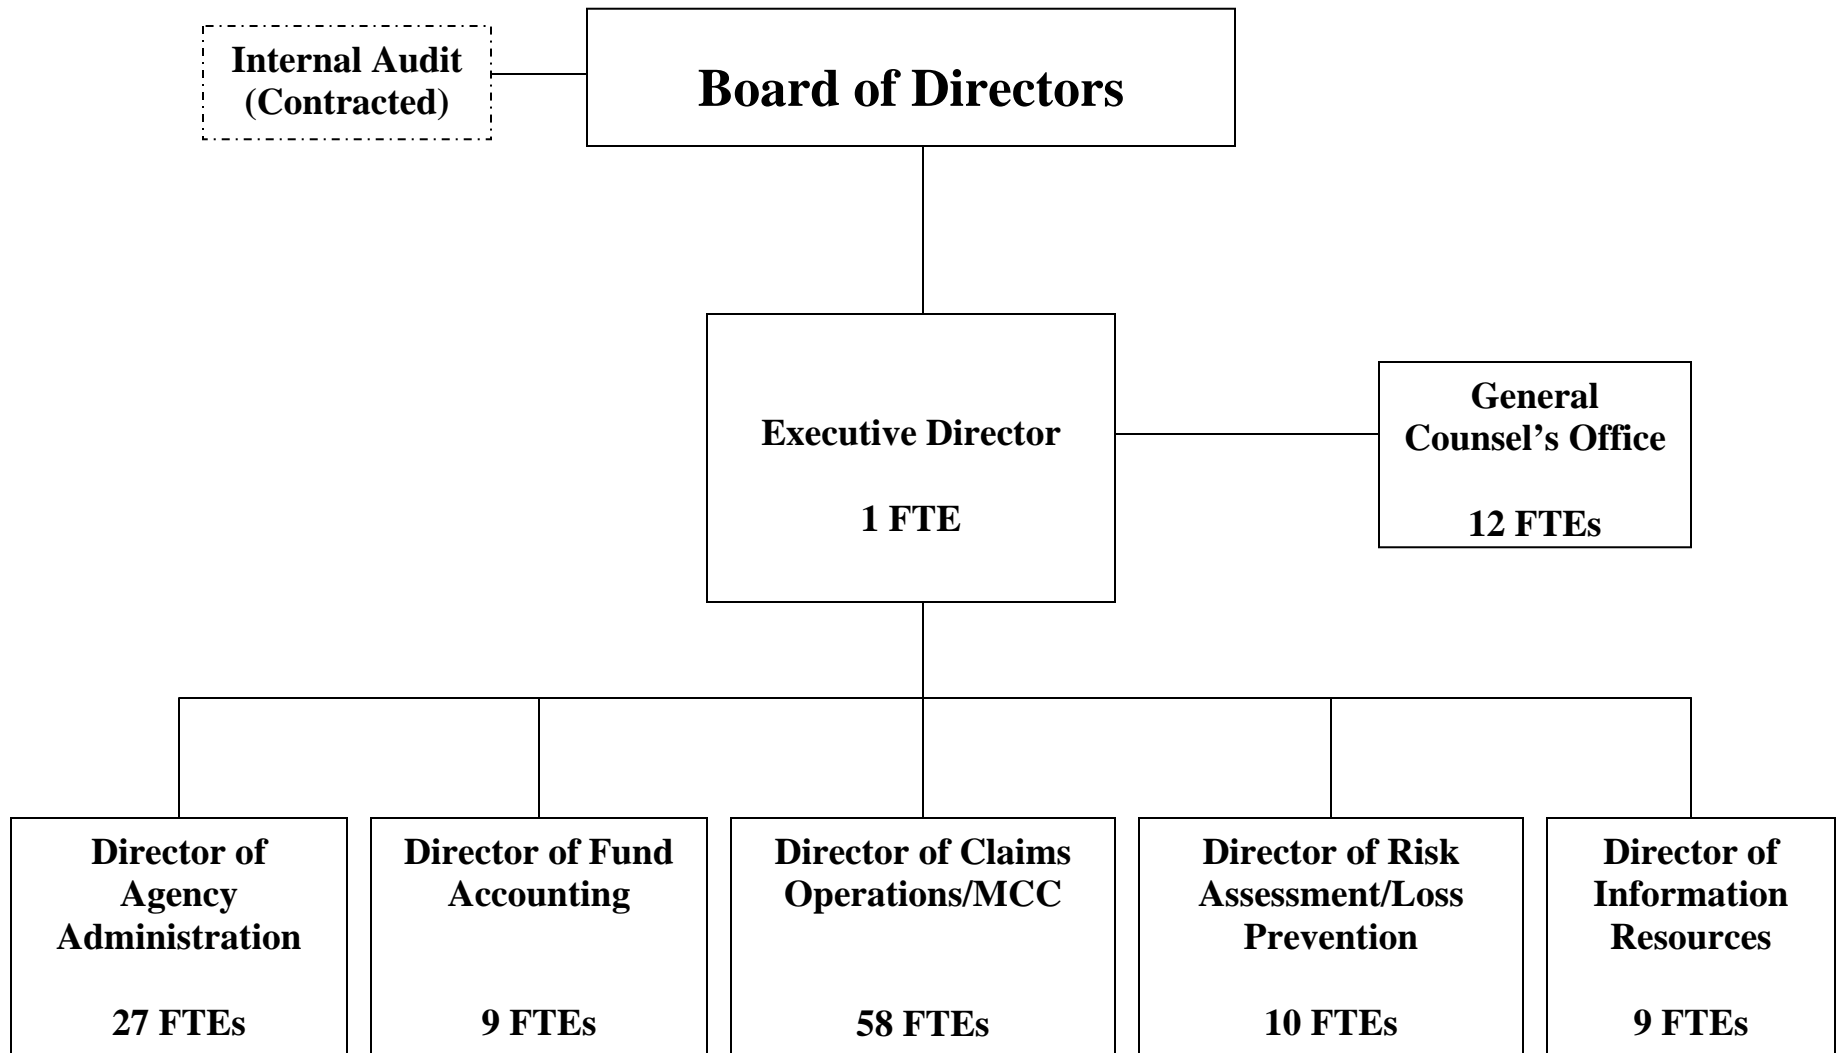 Internal Audit
(Contracted)
Board of Directors
Executive Director
1 FTE
General
Counsel’s Office
12 FTEs
Director of
Agency
Administration
27 FTEs
Director of Fund
Accounting
9 FTEs
Director of Claims
Operations/MCC
58 FTEs
Director of Risk
Assessment/Loss
Prevention
10 FTEs
Director of
Information
Resources
9 FTEs